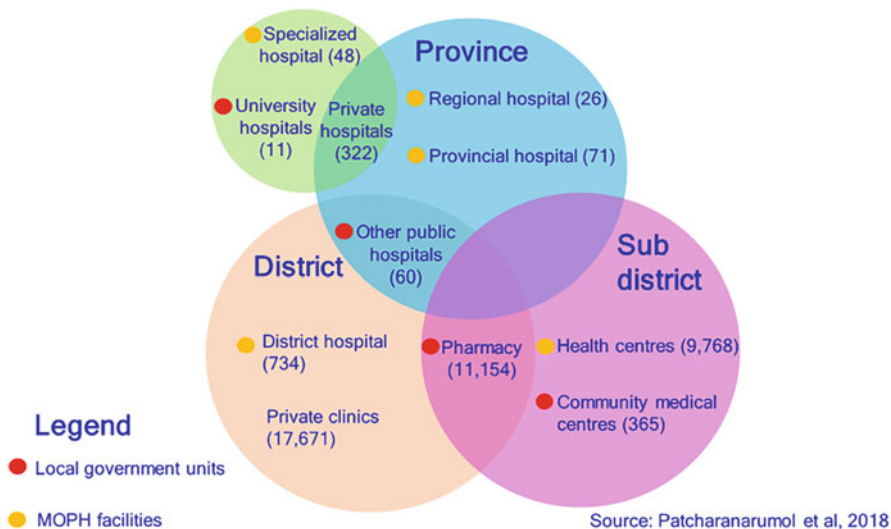 Specialized
hospital (48)
University
hospitals
(11)
Private
hospitals
(322)
Province
Regional hospital (26)
Provincial hospital (71)
Other public
hospitals
(60)
District
Sub
district
District hospital
(734)
Private clinics
(17,671)
Pharmacy
(11,154)
Health centres (9,768)
Community medical
centres (365)
Legend
Local government units
MOPH facilities
Source: Patcharanarumol et al, 2018